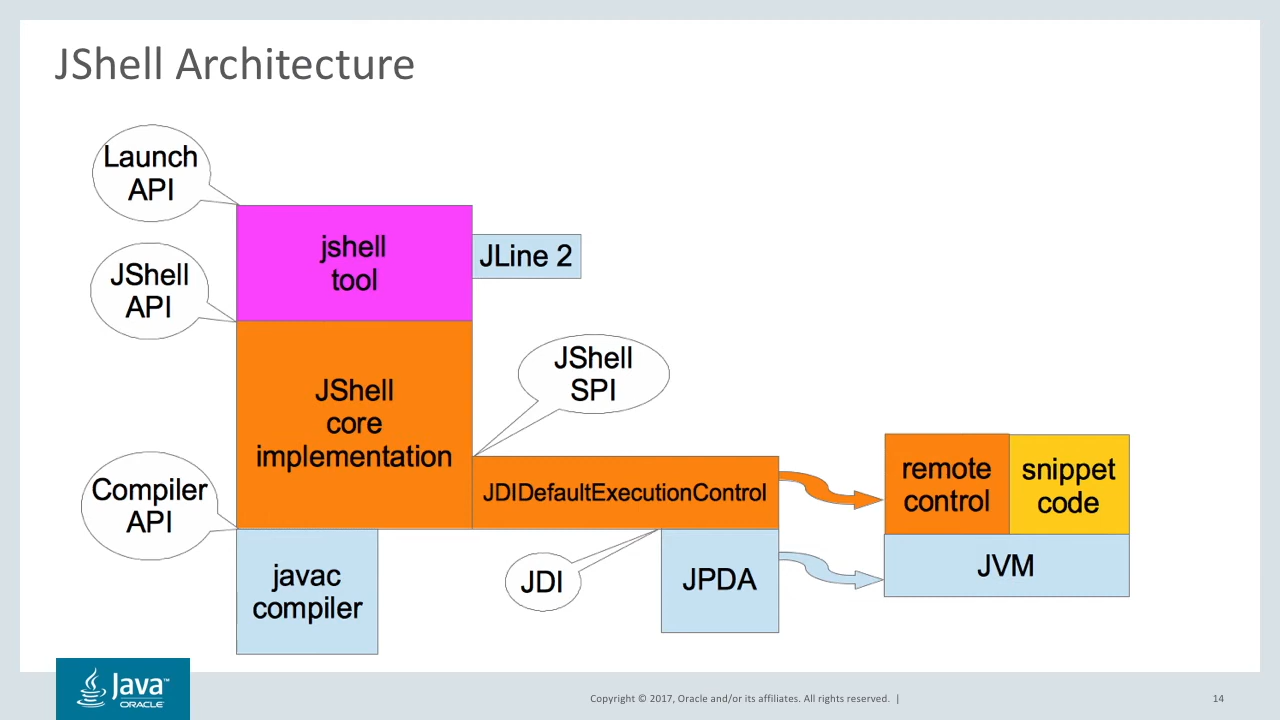 JShell Architecture
Launch
API
jshell
tool
JLine 2
JShell
API
JShell
SPI
JShell
core
implementation
Compiler
API
JDIDefaultExecutionControl
remote
control
snippet
code
javac
compiler
JDI
JPDA
JVM
Java™
ORACLE
Copyright © 2017, Oracle and/or its affiliates. All rights reserved. |
14